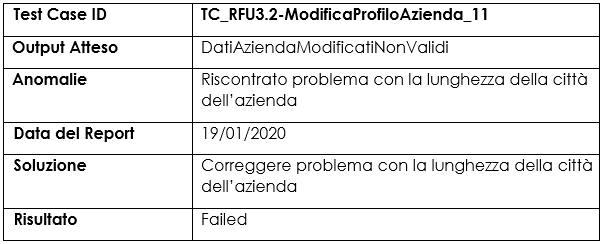 Test Case ID TC_RFU3.2-ModificaProfiloAzienda_11
Output Atteso DatiAziendaModificatiNonValidi
Anomalie Riscontrato problema con la lunghezza della città
dell’azienda
Data del Report 19/01/2020
Soluzione Correggere problema con la lunghezza della città
dell’azienda
Risultato Failed